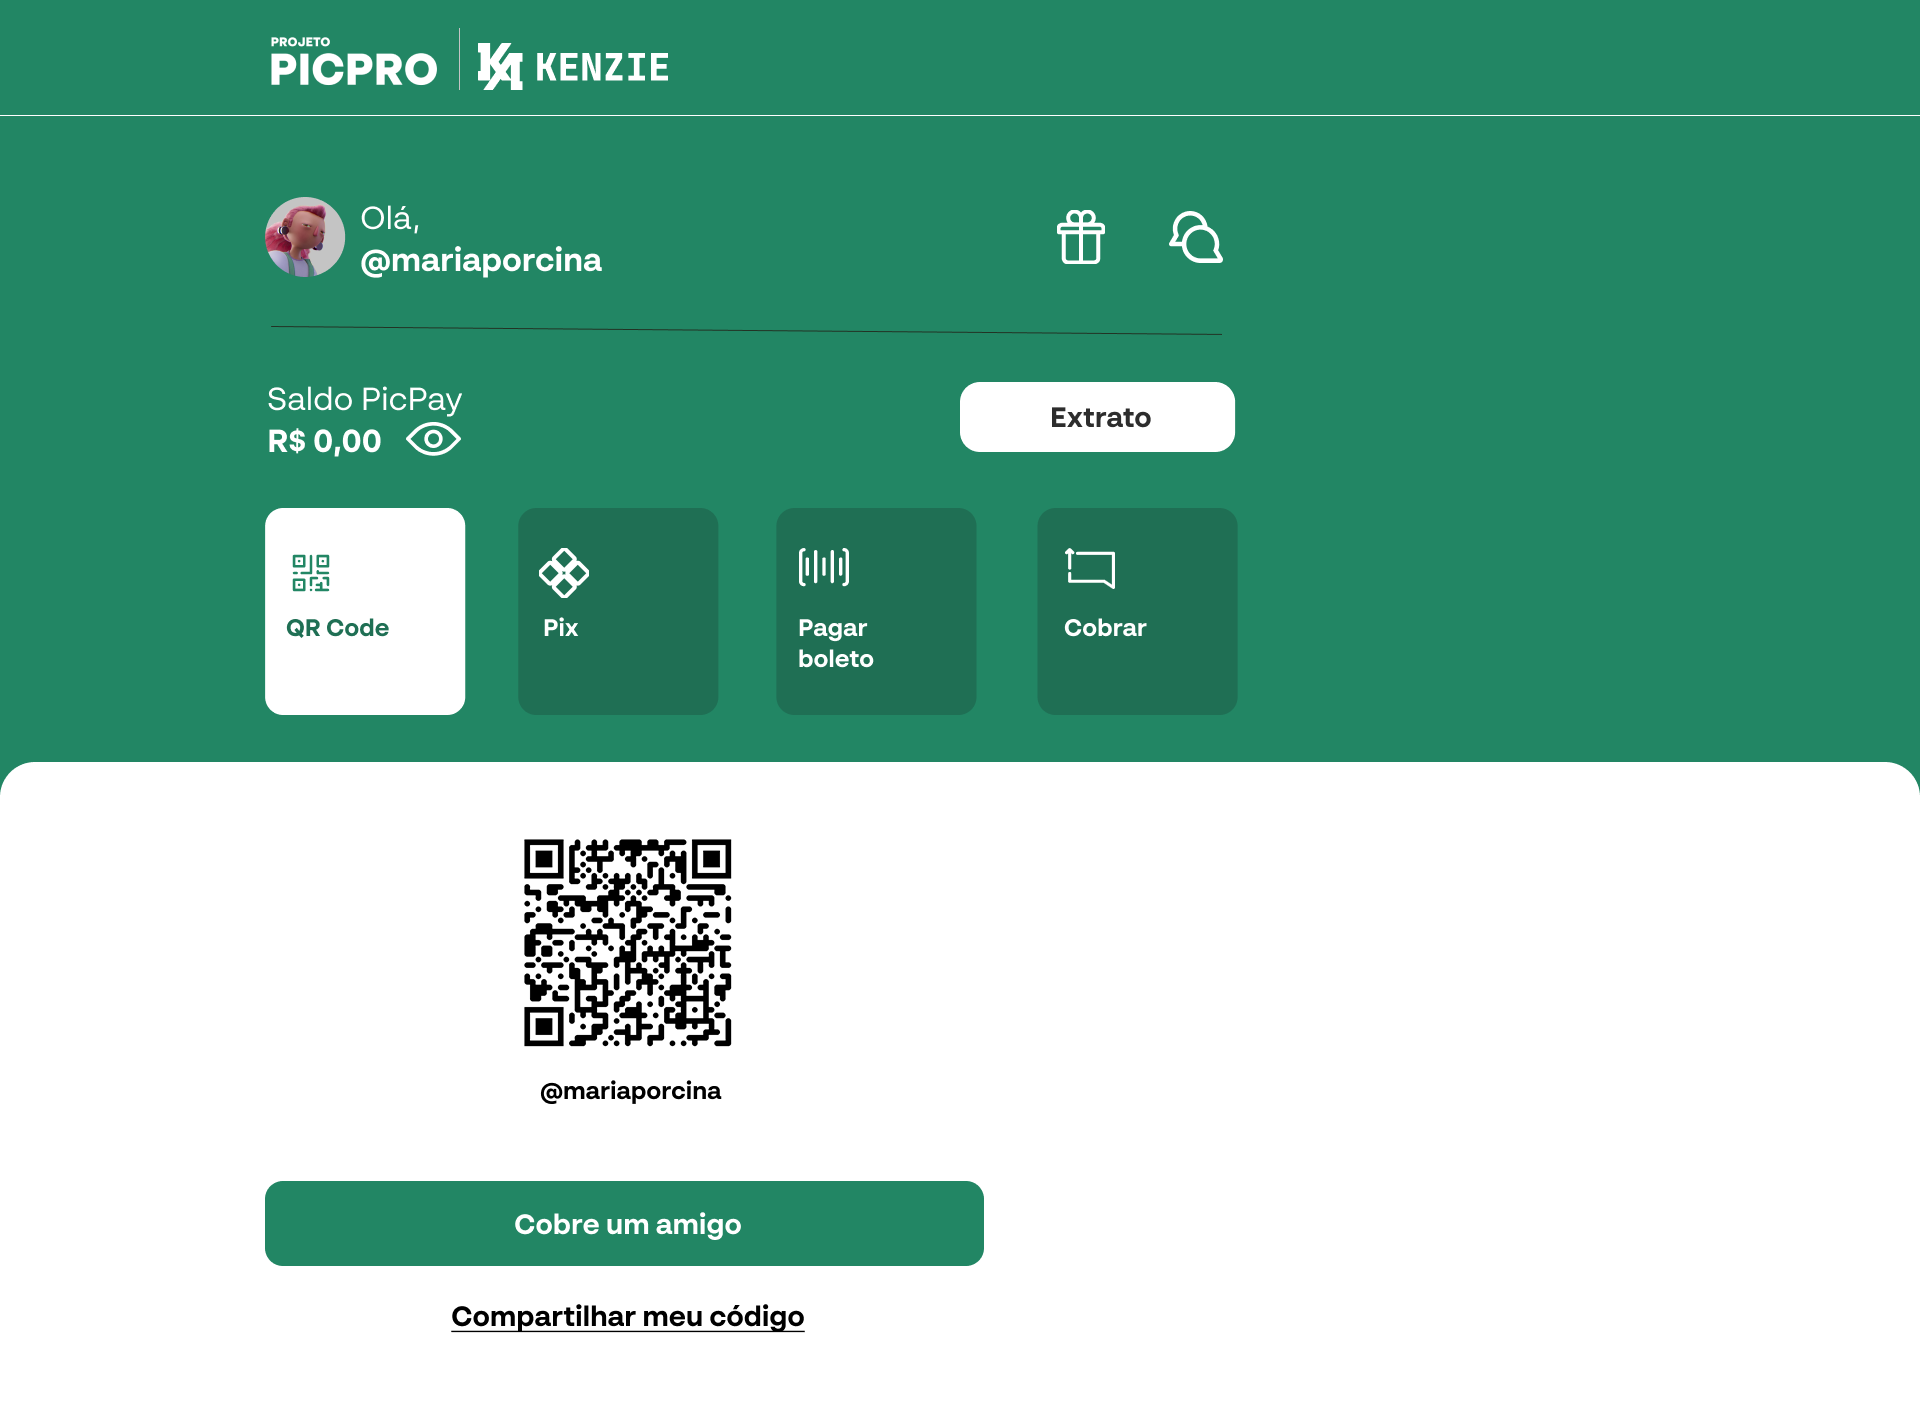 PROJETO
PICPRO
KENZIE
Olá,
@mariaporcina
Saldo PicPay
R$ 0,00
Extrato
QR Code
Pix
Pagar
boleto
Cobrar
@mariaporcina
Cobre um amigo
Compartilhar meu código